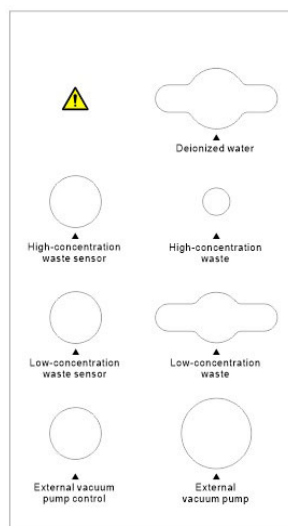 Deionized water
High-concentration
waste sensor
High-concentration
waste
Low-concentration
waste sensor
Low-concentration
waste
External vacuum
pump control
External
vacuum pump